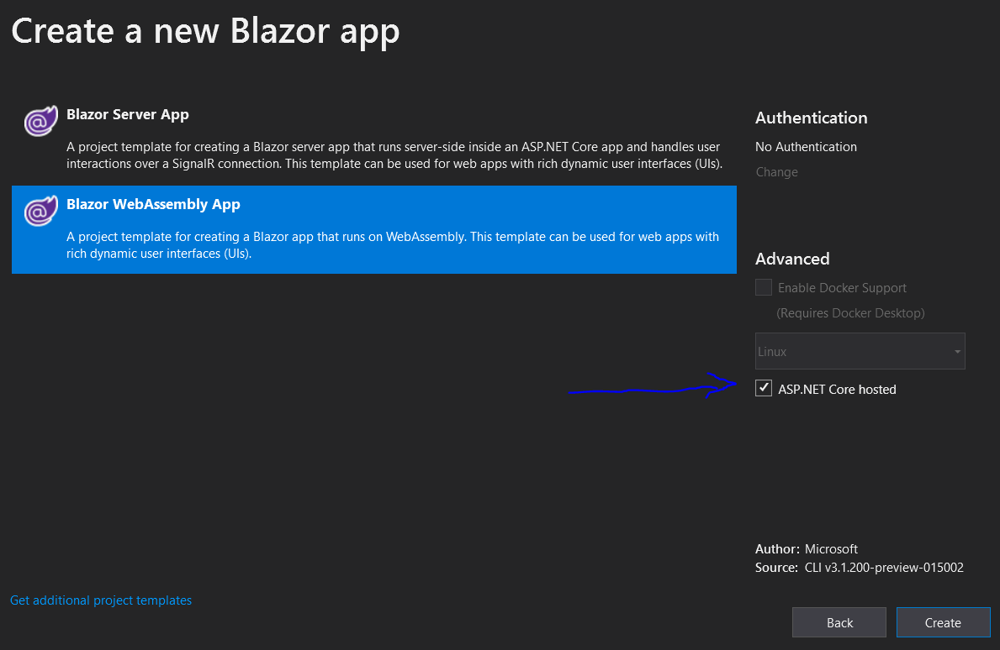 Create a new Blazor app
Blazor Server App
A project template for creating a Blazor server app that runs server-side inside an ASP.NET Core app and handles user
interactions over a SignalR connection. This template can be used for web apps with rich dynamic user interfaces (UIs).
Blazor WebAssembly App
A project template for creating a Blazor app that runs on WebAssembly. This template can be used for web apps with
rich dynamic user interfaces (UIs).
Authentication
No Authentication
Change
Advanced
Enable Docker Support
(Requires Docker Desktop)
Linux
ASP.NET Core hosted
Author: Microsoft
Source: CLI v3.1.200-preview-015002
Get additional project templates
Back
Create